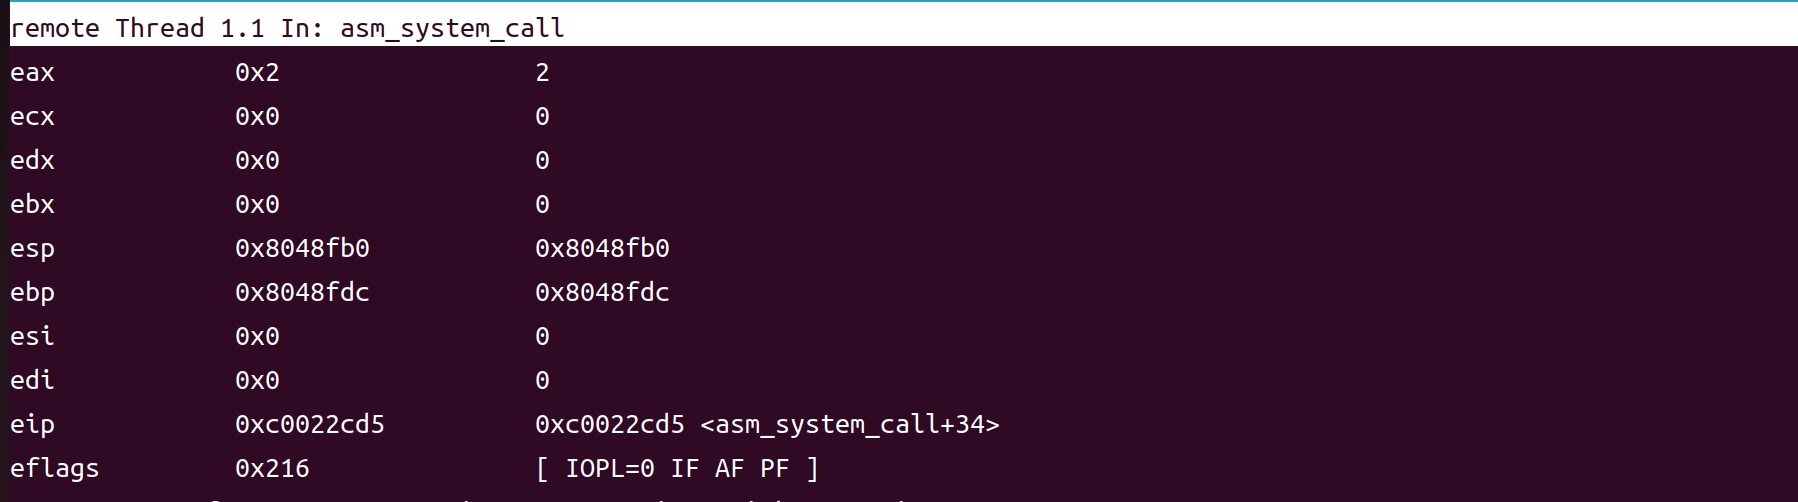 remote Thread 1.1 In: asm_system_call
eax 0x2 2
ecx 0x0 0
edx 0x0 0
ebx 0x0 0
esp 0x8048fb0 0x8048fb0
ebp 0x8048fdc 0x8048fdc
esi 0x0 0
edi 0x0 0
eip 0xc0022cd5 0xc0022cd5 <asm_system_call+34>
eflags 0x216 [ IOPL=0 IF AF PF ]